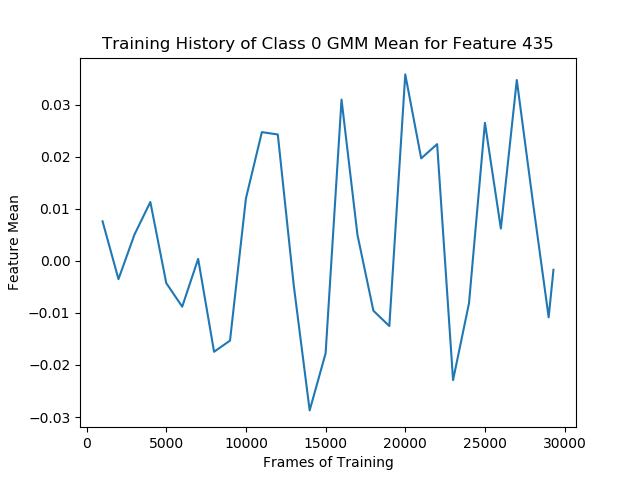 Training History of Class 0 GMM Mean for Feature 435
0.03
0.02
0.01
0.00
−0.01
−0.02
−0.03
Feature Mean
0 5000 10000 15000 20000 25000 30000
Frames of Training